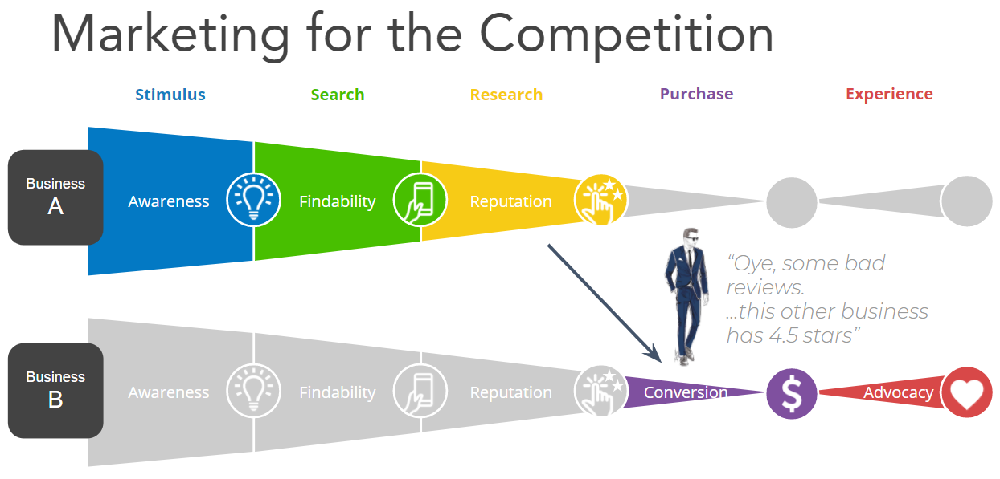 Marketing for the Competition
Stimulus
Search
Research
Purchase
Experience
Business
A
Awareness
Findability
Reputation
“Oye, some bad
reviews.
...this other business
has 4.5 stars”
Business
B
Awareness
Findability
Reputation
Conversion
$
Advocacy